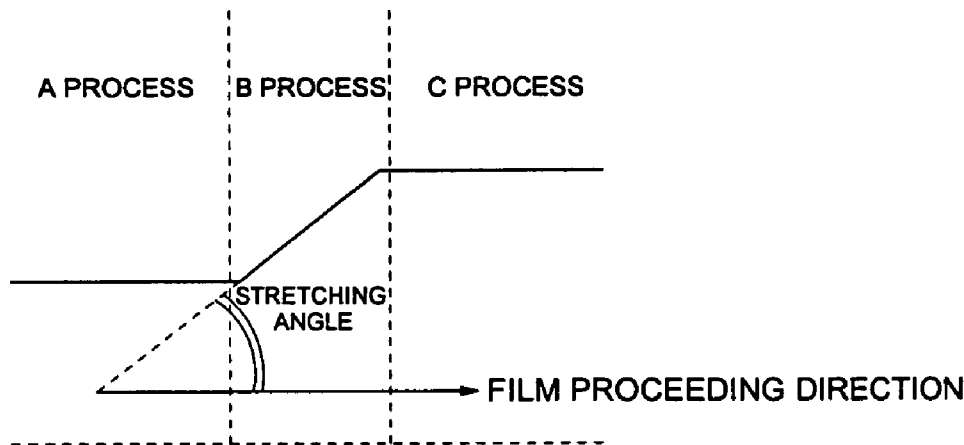 A PROCESS
B PROCESS
C PROCESS
STRETCHING
ANGLE
FILM PROCEEDING DIRECTION